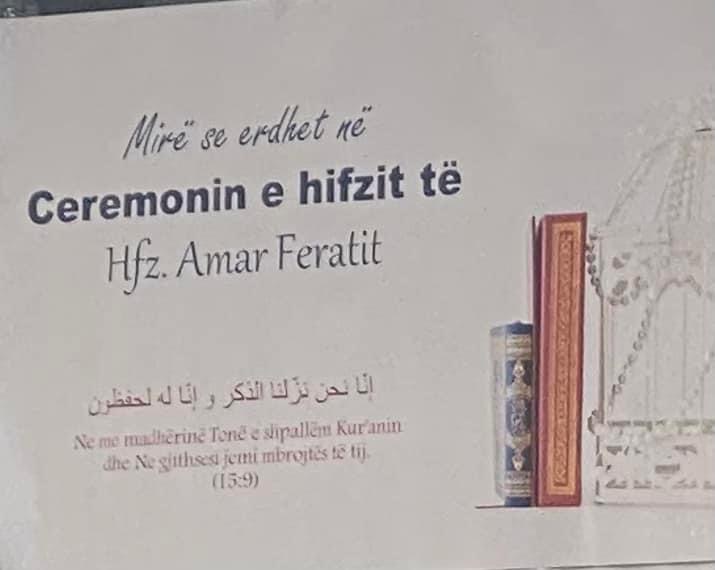 Mirë se erdhet në
Ceremonin e hifzit të
Hfz. Amar Feratit
إنّا نحن نزّلنا الذكر و إنّا له لحفظون
Ne me madhërinë Tonë e shpallëm Kur'anin
dhe Ne gjithsesi jemi mbrojtës të tij.
(15:9)